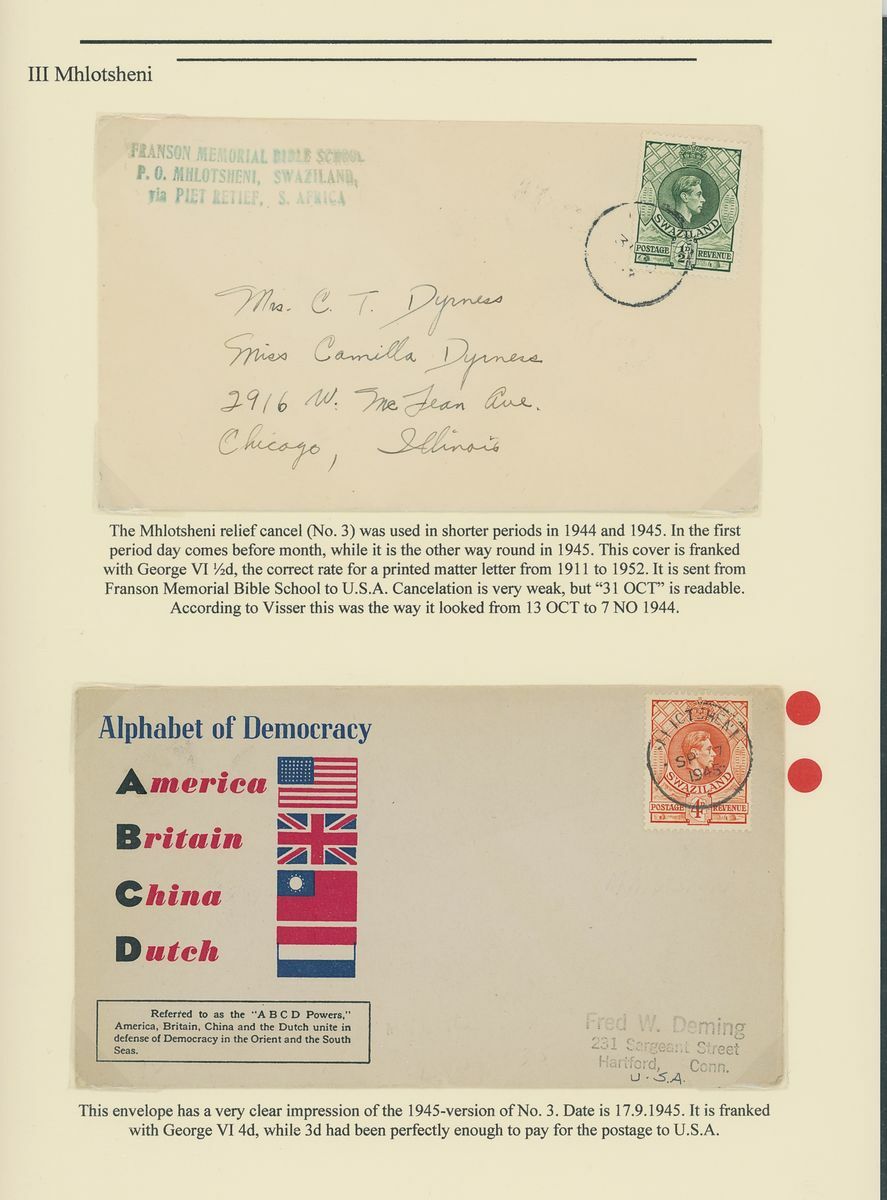 III Mhlotsheni
FRANSON MEMORIAL BIBLE SCHOOL
P. O. MHLOTSHENI, SWAZILAND,
via PIET RETIEF, S. AFRICA
SWAZILAND
POSTAGE ½D REVENUE
Mrs. C. T. Dyrness
Miss Camilla Dyrness
2916 W. McLean Ave.
Chicago, Illinois
The Mhlotsheni relief cancel (No. 3) was used in shorter periods in 1944 and 1945. In the first
period day comes before month, while it is the other way round in 1945. This cover is franked
with George VI ½d, the correct rate for a printed matter letter from 1911 to 1952. It is sent from
Franson Memorial Bible School to U.S.A. Cancelation is very weak, but “31 OCT” is readable.
According to Visser this was the way it looked from 13 OCT to 7 NO 1944.
Alphabet of Democracy
America
Britain
China
Dutch
Referred to as the "A B C D Powers,"
America, Britain, China and the Dutch unite in
defense of Democracy in the Orient and the South
Seas.
SP 17
1945
SWAZILAND
POSTAGE 4D REVENUE
Fred W. Deming
231 Sargeant Street
Hartford, Conn.
U.S.A.
This envelope has a very clear impression of the 1945-version of No. 3. Date is 17.9.1945. It is franked
with George VI 4d, while 3d had been perfectly enough to pay for the postage to U.S.A.